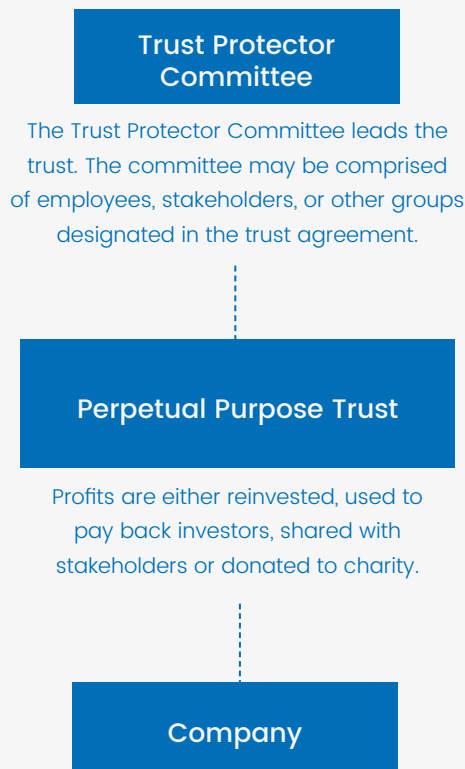 Trust Protector
Committee
The Trust Protector Committee leads the
trust. The committee may be comprised
of employees, stakeholders, or other groups
designated in the trust agreement.
Perpetual Purpose Trust
Profits are either reinvested, used to
pay back investors, shared with
stakeholders or donated to charity.
Company